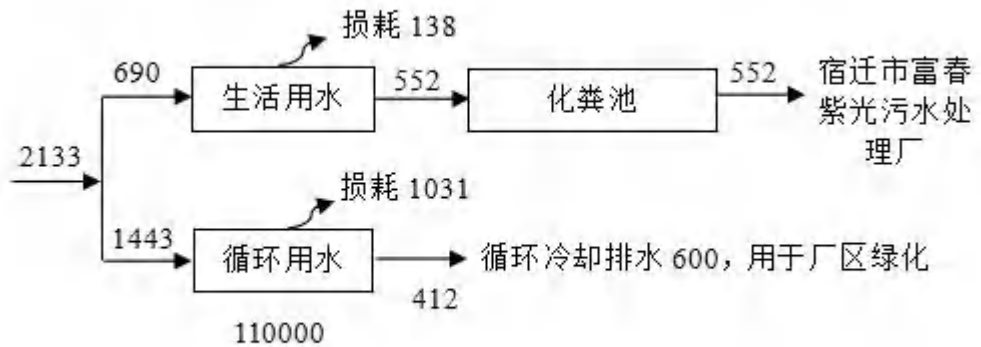 损耗 138
690
生活用水
552
化粪池
552
宿迁市富春
紫光污水处
理厂
2133
损耗 1031
1443
循环用水
412
循环冷却排水 600，用于厂区绿化
110000